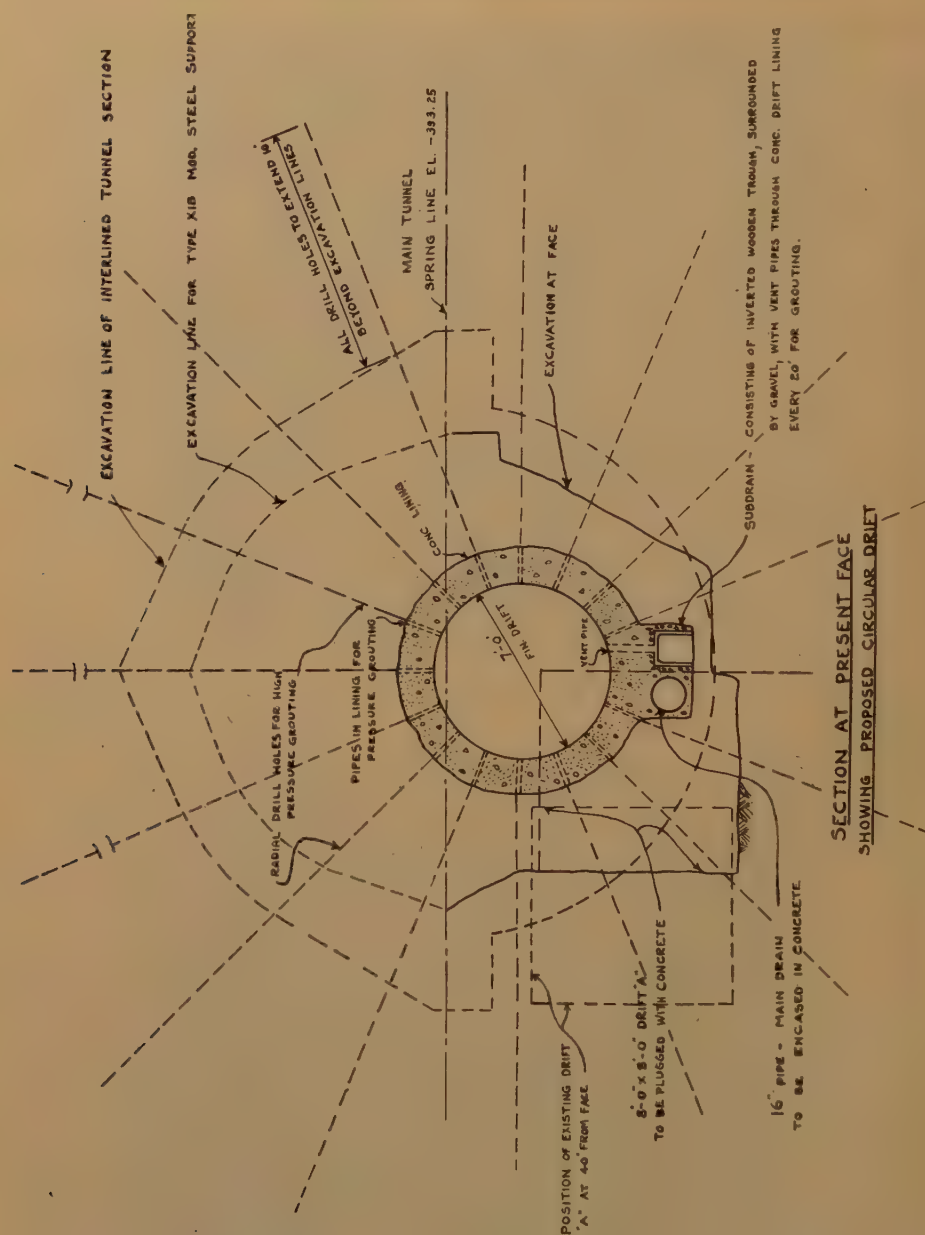 EXCAVATION LINE OF INTERLINED TUNNEL SECTION
EXCAVATION LINE FOR TYPE XIB MOD. STEEL SUPPORT
ALL DRILL HOLES TO EXTEND 10'
BEYOND EXCAVATION LINES
MAIN TUNNEL
SPRING LINE EL. -393.25
RADIAL DRILL HOLES FOR HIGH
PRESSURE GROUTING
PIPES IN LINING FOR
PRESSURE GROUTING
CONC LINING
7'-0"
FIN. DRIFT
VENT PIPE
EXCAVATION AT FACE
SUBDRAIN - CONSISTING OF INVERTED WOODEN TROUGH, SURROUNDED
BY GRAVEL, WITH VENT PIPES THROUGH CONC. DRIFT LINING
EVERY 20' FOR GROUTING.
POSITION OF EXISTING DRIFT
"A" AT 40' FROM FACE
8'-0" X 8'-0" DRIFT "A"
TO BE PLUGGED WITH CONCRETE
16" PIPE - MAIN DRAIN
TO BE ENCASED IN CONCRETE
SECTION AT PRESENT FACE
SHOWING PROPOSED CIRCULAR DRIFT